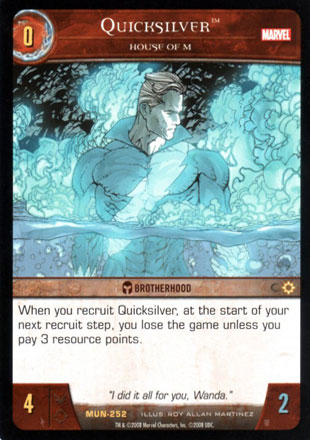 0
QUICKSILVER™
HOUSE OF M
MARVEL
BROTHERHOOD
C
When you recruit Quicksilver, at the start of your
next recruit step, you lose the game unless you
pay 3 resource points.
"I did it all for you, Wanda."
4
MUN-252
ILLUS: ROY ALLAN MARTINEZ
2
TM & ©2008 Marvel Characters, Inc. ©2008 UDC.